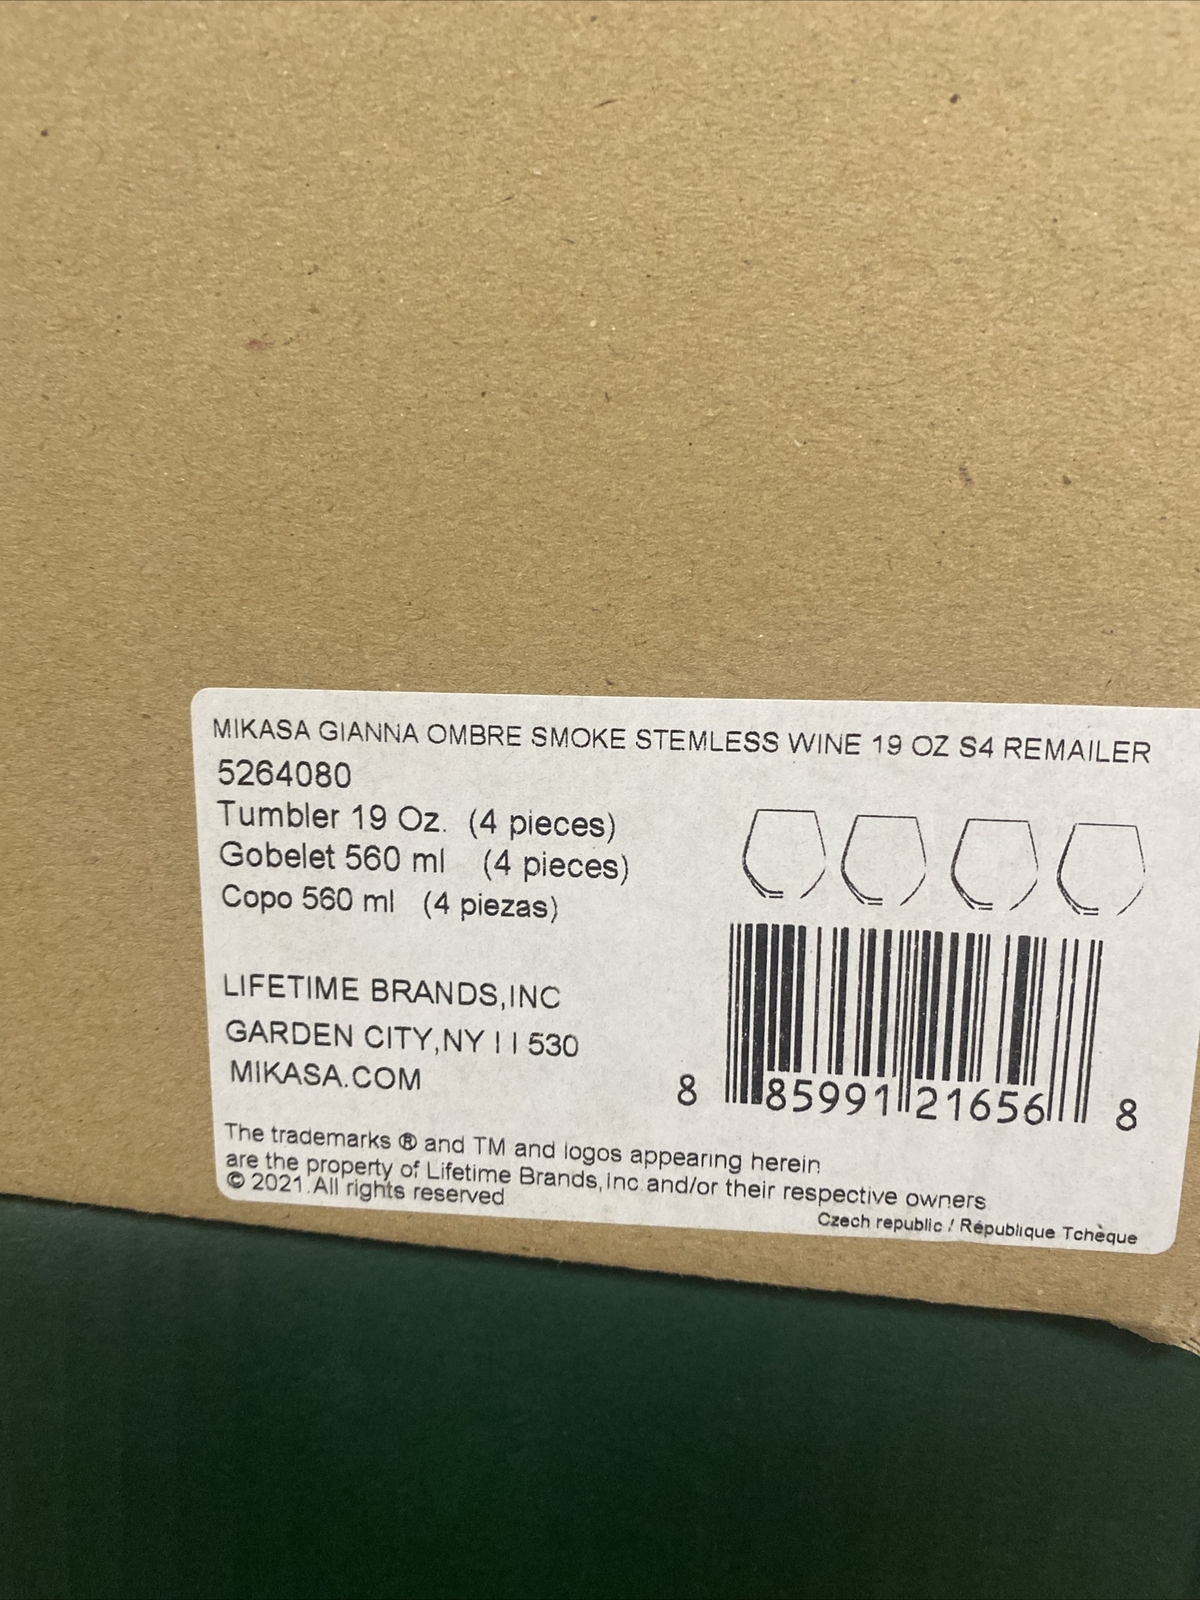 MIKASA GIANNA OMBRE SMOKE STEMLESS WINE 19 OZ S4 REMAILER
5264080
Tumbler 19 Oz. (4 pieces)
Gobelet 560 ml (4 pieces)
Copo 560 ml (4 piezas)
LIFETIME BRANDS,INC
GARDEN CITY,NY 11530
MIKASA.COM
8 85991 21656 8
The trademarks ® and TM and logos appearing herein
are the property of Lifetime Brands,Inc.and/or their respective owners
© 2021.All rights reserved
Czech republic / République Tchèque